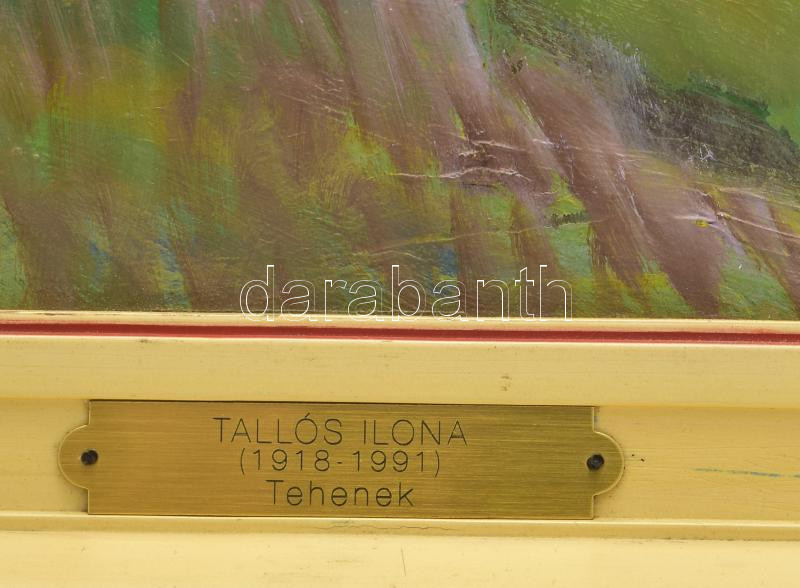 darabanth
TALLÓS ILONA
(1918-1991)
Tehenek